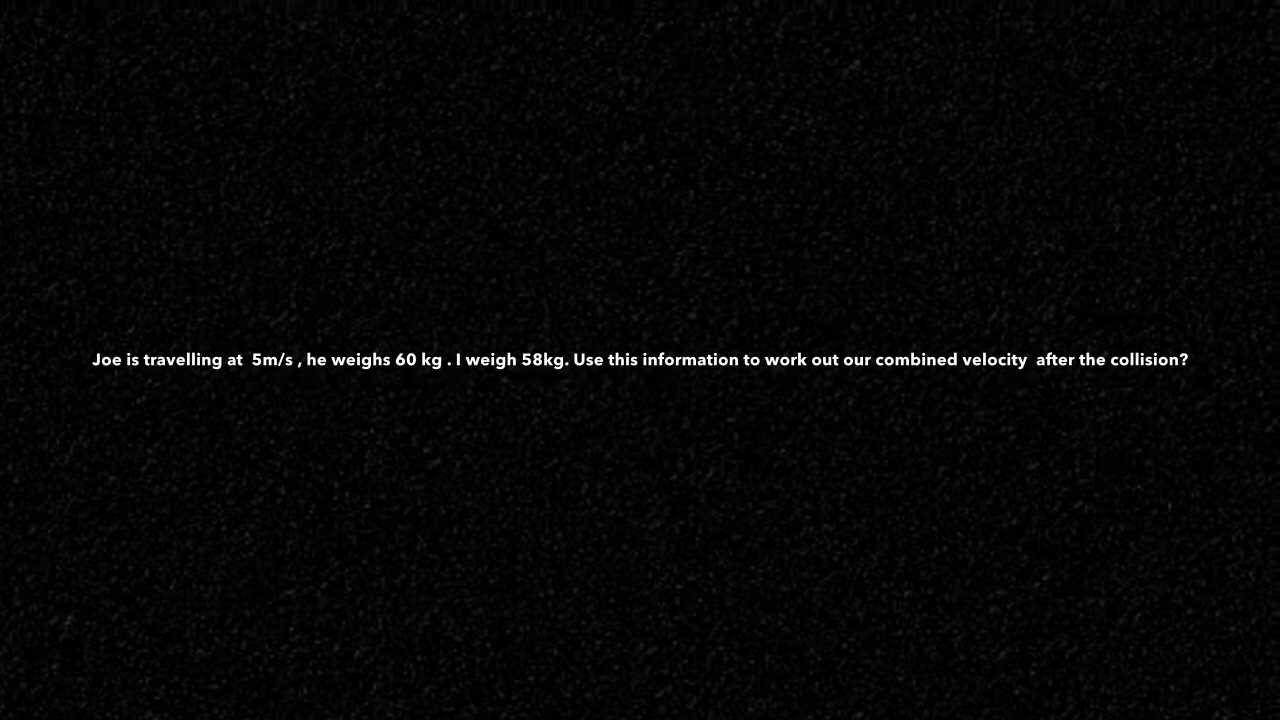 Joe is travelling at  5m/s , he weighs 60 kg . I weigh 58kg. Use this information to work out our combined velocity  after the collision?